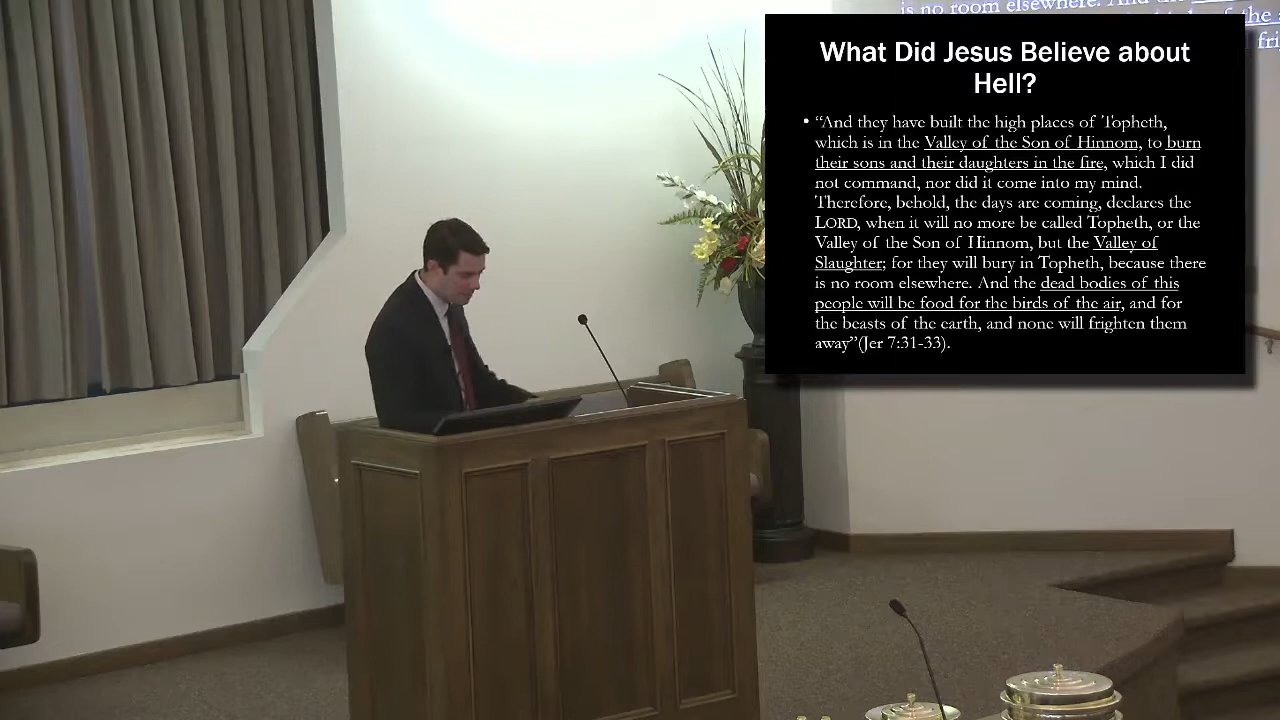 is no room elsewhere. And the
of the a
fri
What Did Jesus Believe about
Hell?
• “And they have built the high places of Topheth,
which is in the Valley of the Son of Hinnom, to burn
their sons and their daughters in the fire, which I did
not command, nor did it come into my mind.
Therefore, behold, the days are coming, declares the
LORD, when it will no more be called Topheth, or the
Valley of the Son of Hinnom, but the Valley of
Slaughter; for they will bury in Topheth, because there
is no room elsewhere. And the dead bodies of this
people will be food for the birds of the air, and for
the beasts of the earth, and none will frighten them
away”(Jer 7:31-33).